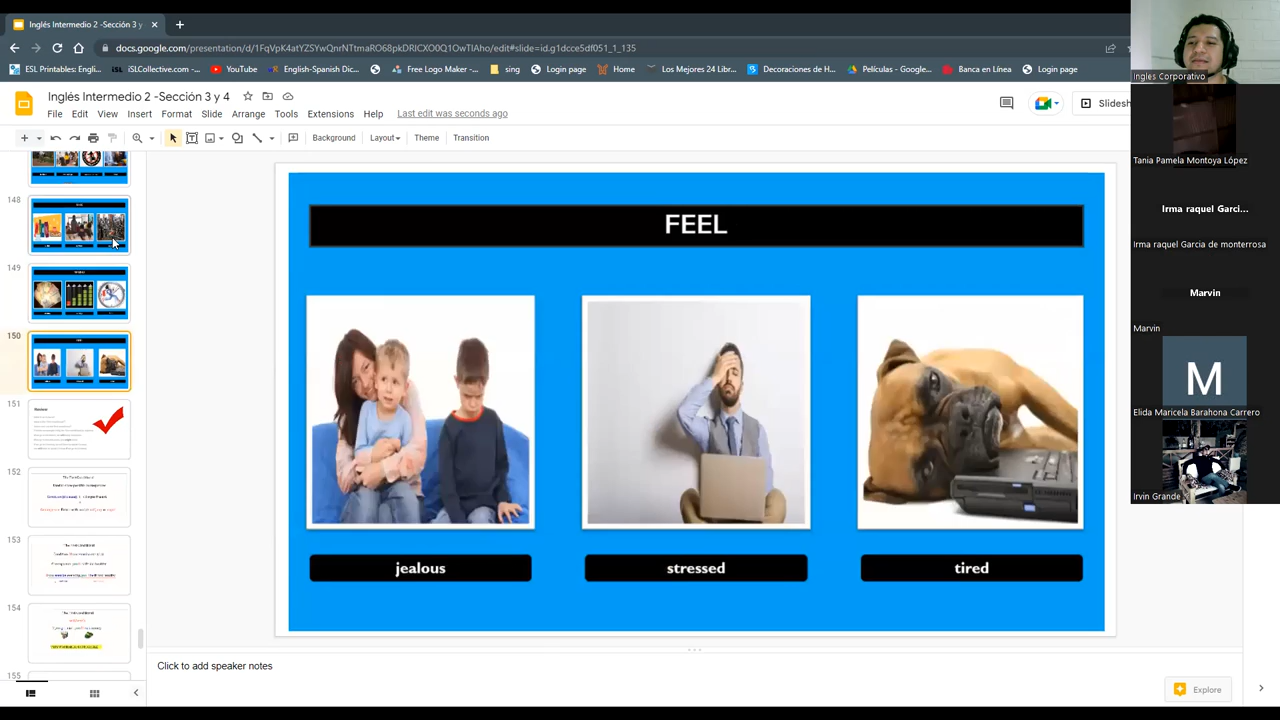 Inglés Intermedio 2 -Sección 3 y
docs.google.com/presentation/d/1FqVpK4atYZSYwQnrNTtmaRO68pkDRlCXO0Q1OwTIAho/edit#slide=id.g1dcce5df051_1_135
ESL Printables: Engli...
iSL
iSLCollective.com -...
YouTube
English-Spanish Dic...
Free Logo Maker -...
sing
Login page
Home
Los Mejores 24 Libr...
Decoraciones de H...
Películas - Google...
Banca en Línea
Login page
Inglés Intermedio 2 -Sección 3 y 4
File Edit View Insert Format Slide Arrange Tools Extensions Help Last edit was seconds ago
Slidesh
Background Layout Theme Transition
148
149
150
151
152
153
154
155
FEEL
jealous
stressed
tired
Click to add speaker notes
Explore
Ingles Corporativo
Tania Pamela Montoya López
Irma raquel Garci...
Irma raquel Garcia de monterrosa
Marvin
Marvin
M
Elida Maricela Barahona Carrero
Irvin Grande